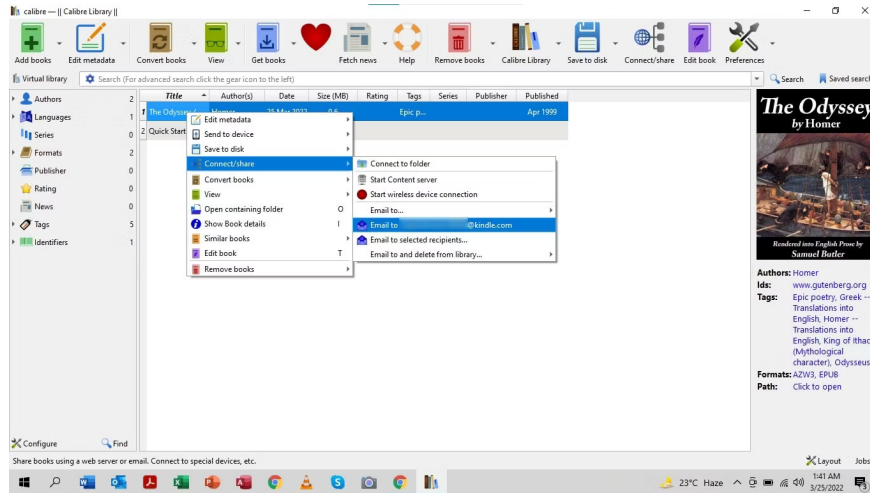 calibre — || Calibre Library ||
Add books
Edit metadata
Convert books
View
Get books
Fetch news
Help
Remove books
Calibre Library
Save to disk
Connect/share
Edit book
Preferences
Virtual library
Search (For advanced search click the gear icon to the left)
Search
Saved search
Authors 2
Languages 1
Series 0
Formats 2
Publisher 0
Rating 0
News 0
Tags 5
Identifiers 1
Title Author(s) Date Size (MB) Rating Tags Series Publisher Published
1 The Odyssey Homer 25 Mar 2022 0.6 Epic p... Apr 1999
2 Quick Start
Edit metadata
Send to device
Save to disk
Connect/share
Convert books
View
Open containing folder O
Show Book details I
Similar books
Edit book T
Remove books
Connect to folder
Start Content server
Start wireless device connection
Email to...
Email to @kindle.com
Email to selected recipients...
Email to and delete from library...
The Odyssey
by Homer
Rendered into English Prose by
Samuel Butler
Authors: Homer
Ids: www.gutenberg.org
Tags: Epic poetry, Greek --
Translations into
English, Homer --
Translations into
English, King of Ithac
(Mythological
character), Odysseus
Formats: AZW3, EPUB
Path: Click to open
Configure
Find
Share books using a web server or email. Connect to special devices, etc.
Layout
Jobs
23°C Haze
1:41 AM
3/25/2022